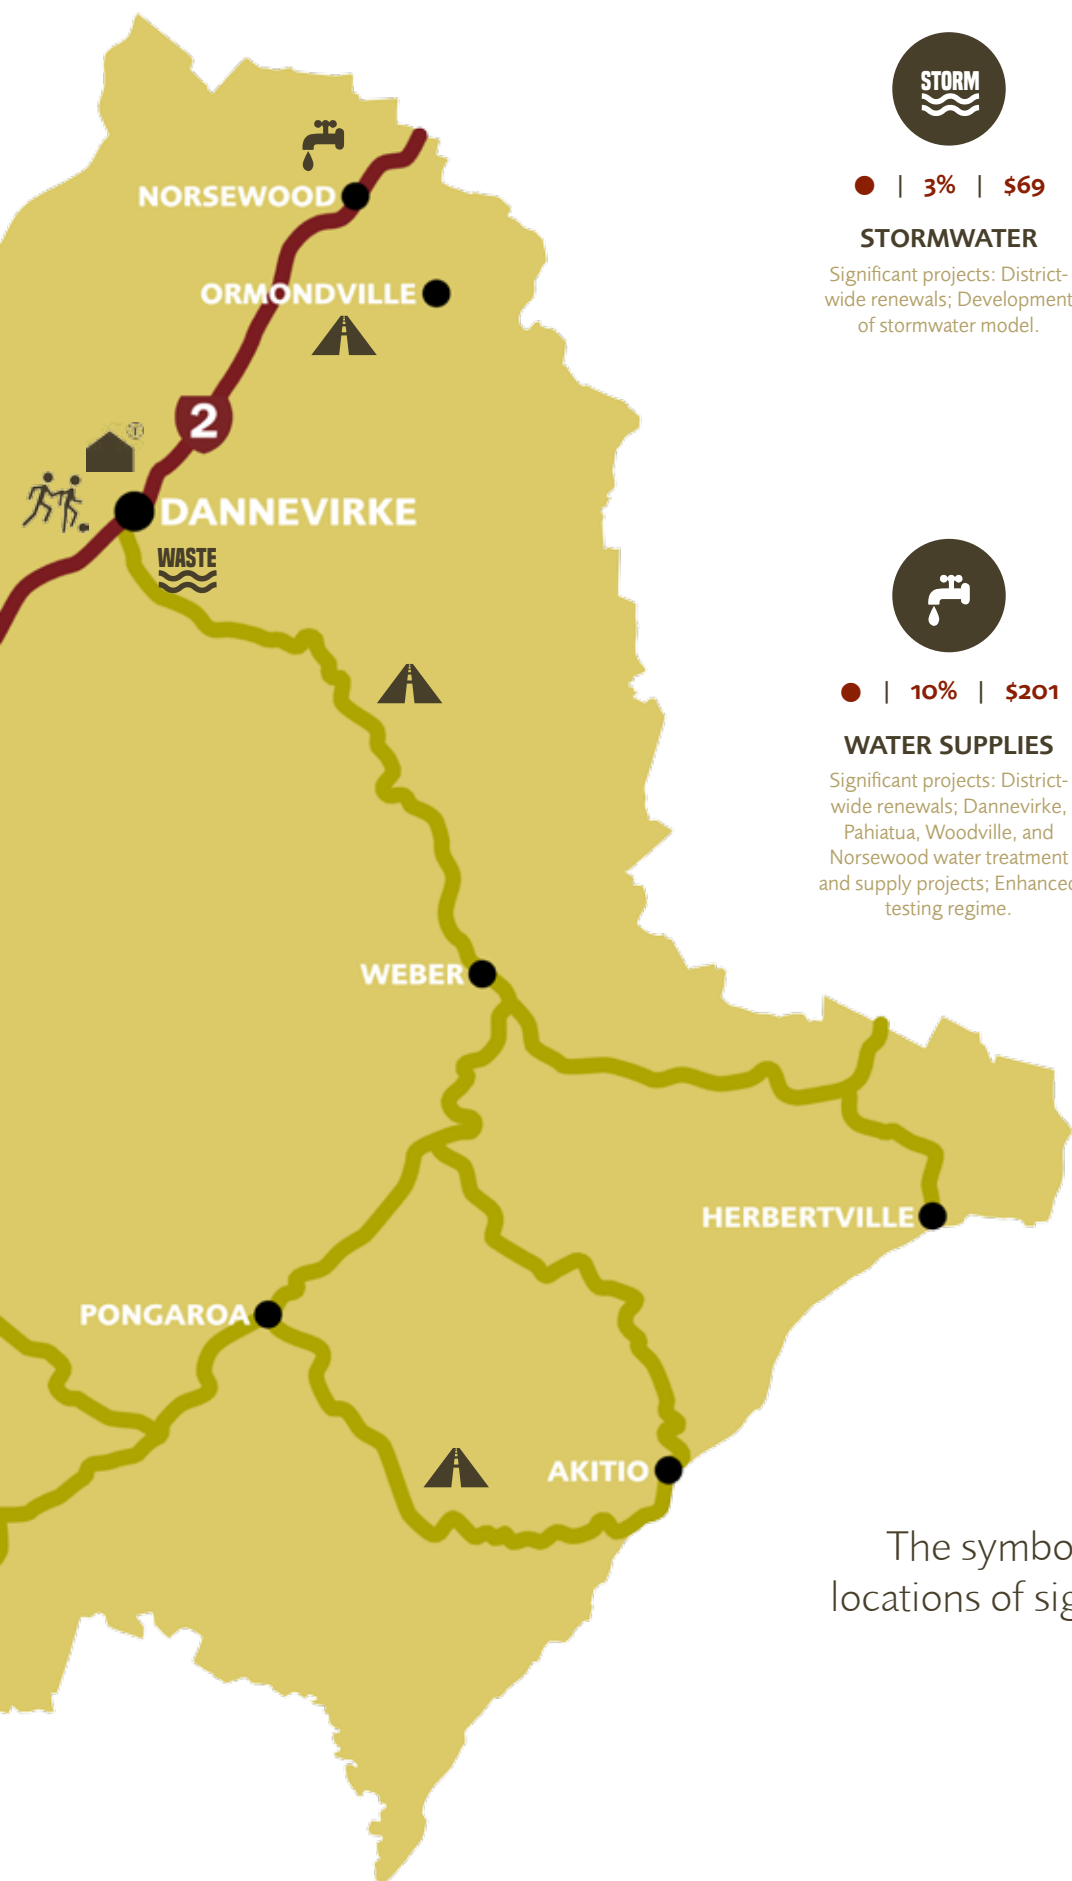 NORSEWOOD
ORMONDVILLE
2
DANNEVIRKE
WASTE
WEBER
HERBERTVILLE
PONGAROA
AKITIO
STORM
| 3% | $69
STORMWATER
Significant projects: District-
wide renewals; Development
of stormwater model.
| 10% | $201
WATER SUPPLIES
Significant projects: District-
wide renewals; Dannevirke,
Pahiatua, Woodville, and
Norsewood water treatment
and supply projects; Enhanced
testing regime.
The symbo
locations of sig